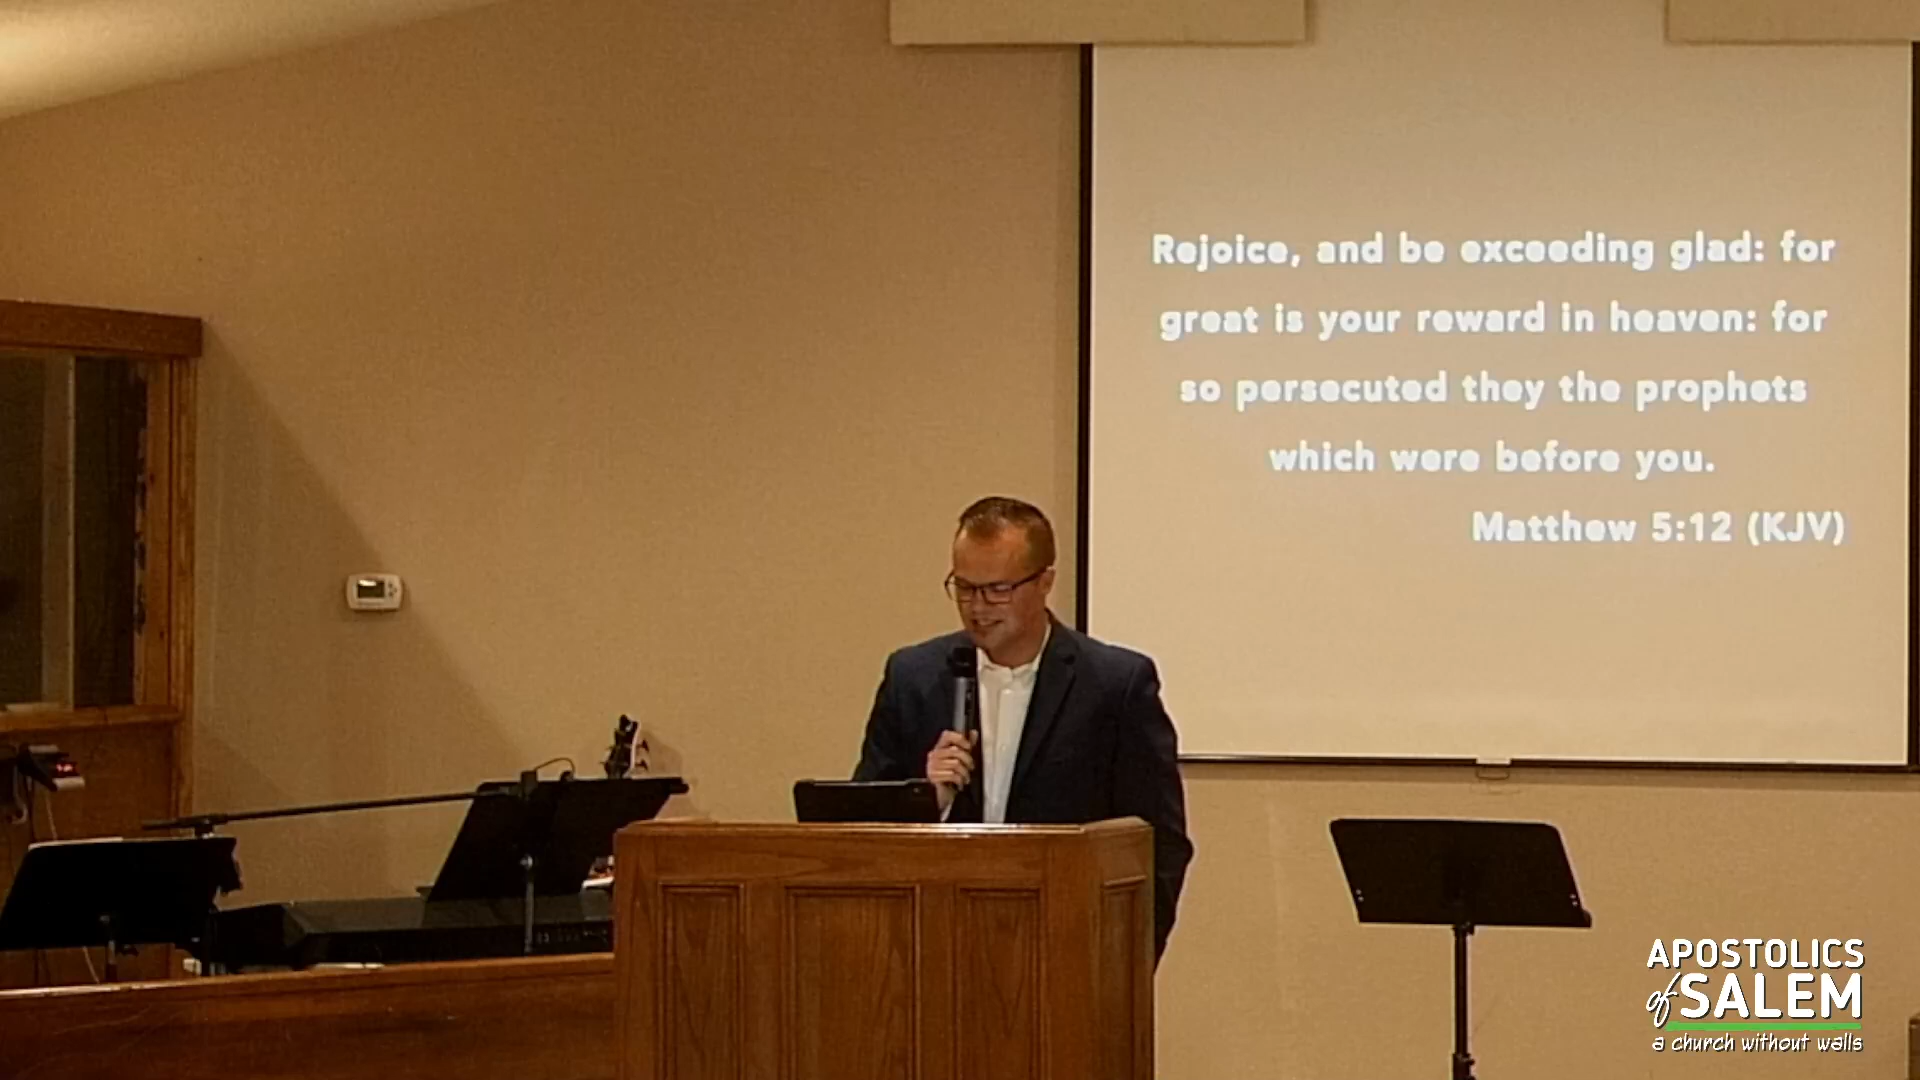 Rejoice, and be exceeding glad: for
great is your reward in heaven: for
so persecuted they the prophets
which were before you.
Matthew 5:12 (KJV)
APOSTOLICS
of SALEM
a church without walls